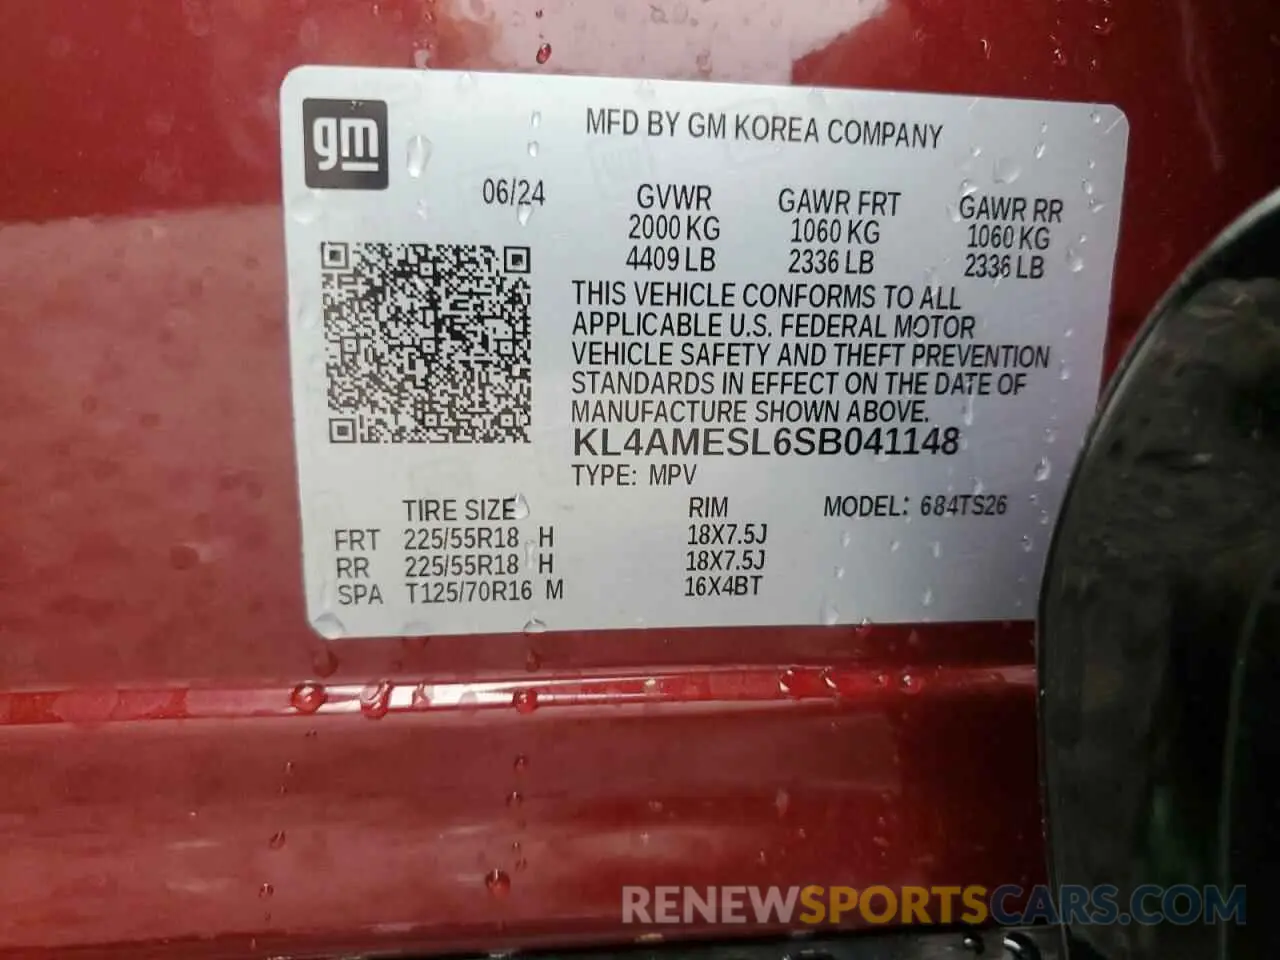 gm
MFD BY GM KOREA COMPANY
06/24 GVWR GAWR FRT GAWR RR
2000 KG 1060 KG 1060 KG
4409 LB 2336 LB 2336 LB
THIS VEHICLE CONFORMS TO ALL
APPLICABLE U.S. FEDERAL MOTOR
VEHICLE SAFETY AND THEFT PREVENTION
STANDARDS IN EFFECT ON THE DATE OF
MANUFACTURE SHOWN ABOVE.
KL4AMESL6SB041148
TYPE: MPV
TIRE SIZE RIM MODEL: 684TS26
FRT 225/55R18 H 18X7.5J
RR 225/55R18 H 18X7.5J
SPA T125/70R16 M 16X4BT
RENEWSPORTSCARS.COM